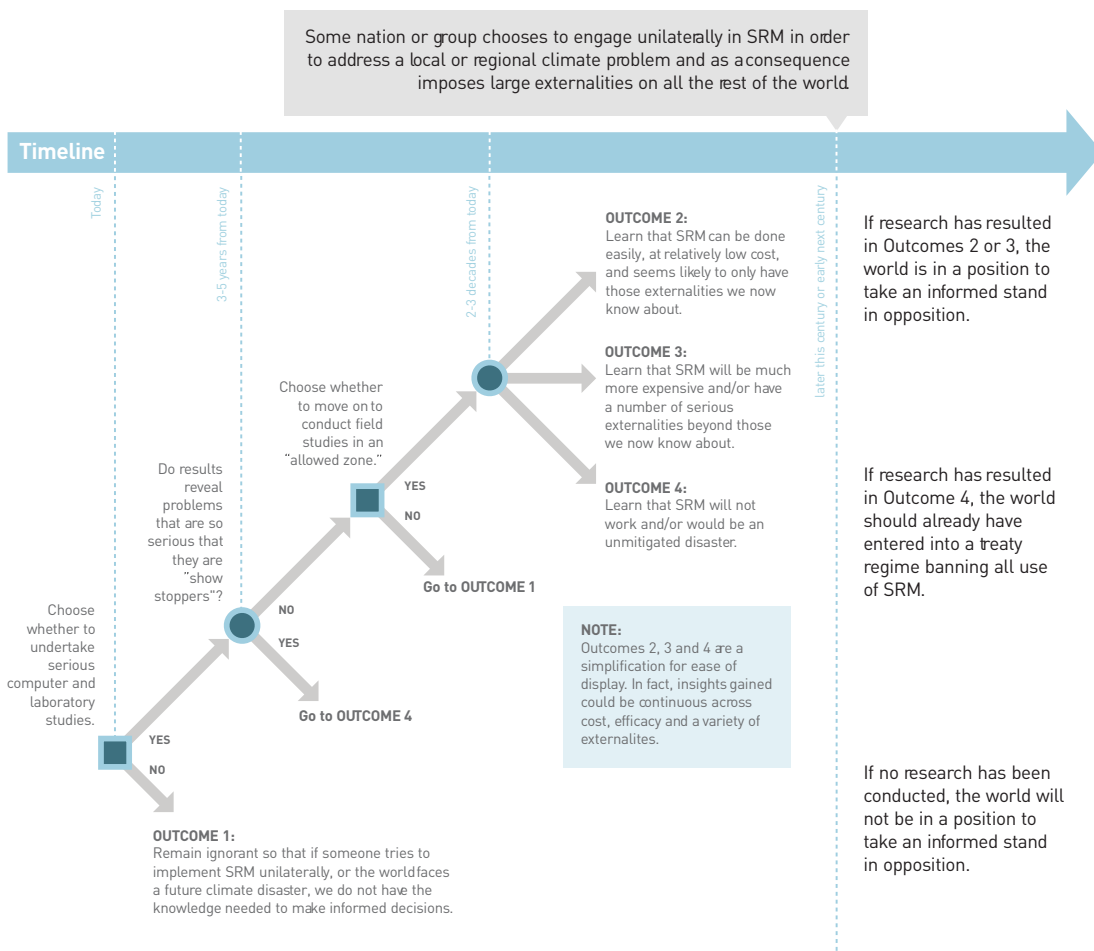 Some nation or group chooses to engage unilaterally in SRM in order
to address a local or regional climate problem and as a consequence
imposes large externalities on all the rest of the world.
Timeline
Today
3-5 years from today
2-3 decades from today
later this century or early next century
OUTCOME 2:
Learn that SRM can be done
easily, at relatively low cost,
and seems likely to only have
those externalities we now
know about.
If research has resulted
in Outcomes 2 or 3, the
world is in a position to
take an informed stand
in opposition.
OUTCOME 3:
Learn that SRM will be much
more expensive and/or have
a number of serious
externalities beyond those
we now know about.
Choose whether
to move on to
conduct field
studies in an
"allowed zone."
YES
NO
Go to OUTCOME 1
OUTCOME 4:
Learn that SRM will not
work and/or would be an
unmitigated disaster.
If research has resulted
in Outcome 4, the world
should already have
entered into a treaty
regime banning all use
of SRM.
Do results
reveal
problems
that are so
serious that
they are
"show
stoppers"?
NO
YES
Go to OUTCOME 4
NOTE:
Outcomes 2, 3 and 4 are a
simplification for ease of
display. In fact, insights gained
could be continuous across
cost, efficacy and a variety of
externalites.
Choose
whether to
undertake
serious
computer and
laboratory
studies.
YES
NO
OUTCOME 1:
Remain ignorant so that if someone tries to
implement SRM unilaterally, or the world faces
a future climate disaster, we do not have the
knowledge needed to make informed decisions.
If no research has been
conducted, the world will
not be in a position to
take an informed stand
in opposition.